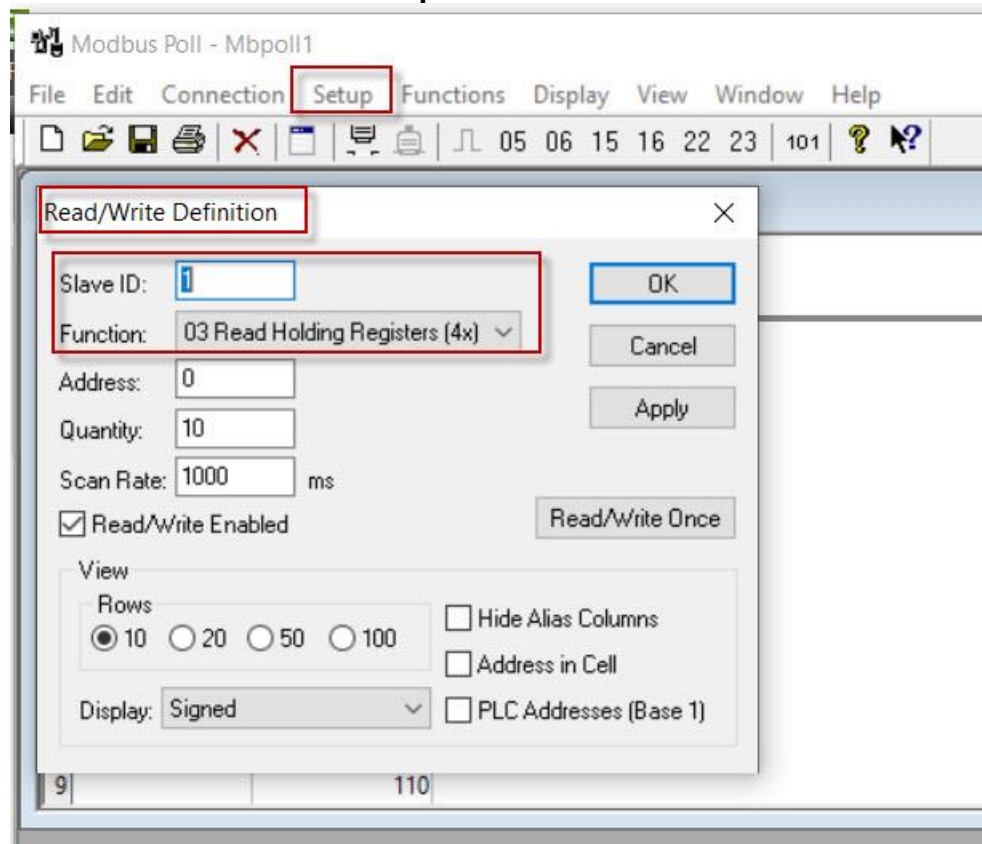 Modbus Poll - Mbpoll1
File Edit Connection Setup Functions Display View Window Help
05 06 15 16 22 23 101
Read/Write Definition
Slave ID: 1 OK
Function: 03 Read Holding Registers (4x) Cancel
Address: 0
Quantity: 10 Apply
Scan Rate: 1000 ms
Read/Write Enabled Read/Write Once
View
Rows
10 20 50 100 Hide Alias Columns
Address in Cell
Display: Signed PLC Addresses (Base 1)
9 110